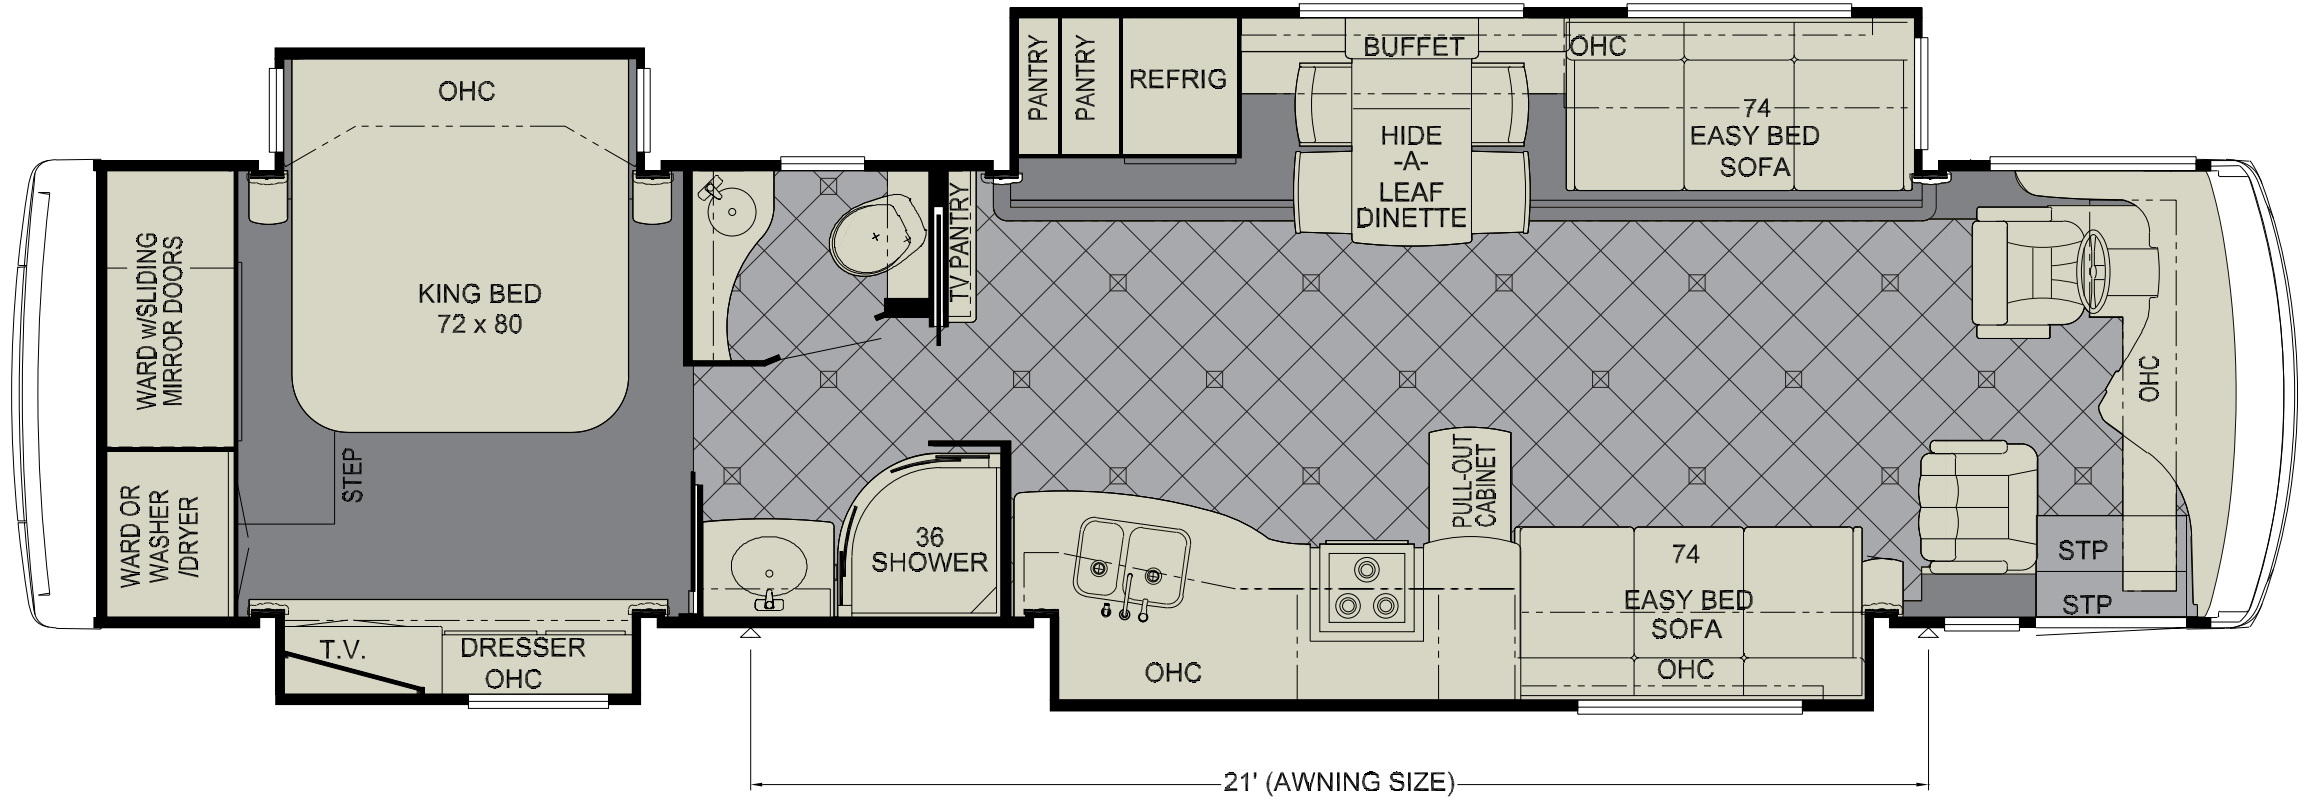 OHC
KING BED
72 x 80
WARD w/SLIDING
MIRROR DOORS
WARD OR
WASHER
/DRYER
STEP
T.V.
DRESSER
OHC
TV PANTRY
36
SHOWER
PANTRY
PANTRY
REFRIG
BUFFET
HIDE
-A-
LEAF
DINETTE
OHC
74
EASY BED
SOFA
PULL-OUT
CABINET
OHC
74
EASY BED
SOFA
OHC
OHC
STP
STP
21' (AWNING SIZE)